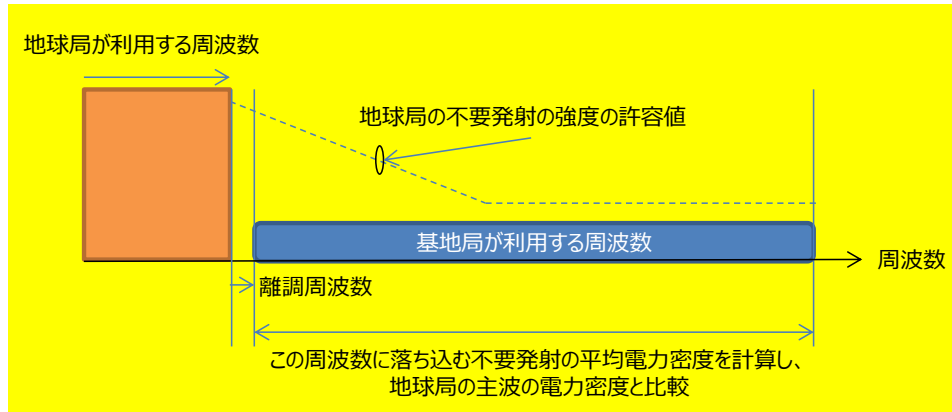 地球局が利用する周波数
地球局の不要発射の強度の許容値
基地局が利用する周波数
周波数
離調周波数
この周波数に落ち込む不要発射の平均電力密度を計算し、
地球局の主波の電力密度と比較